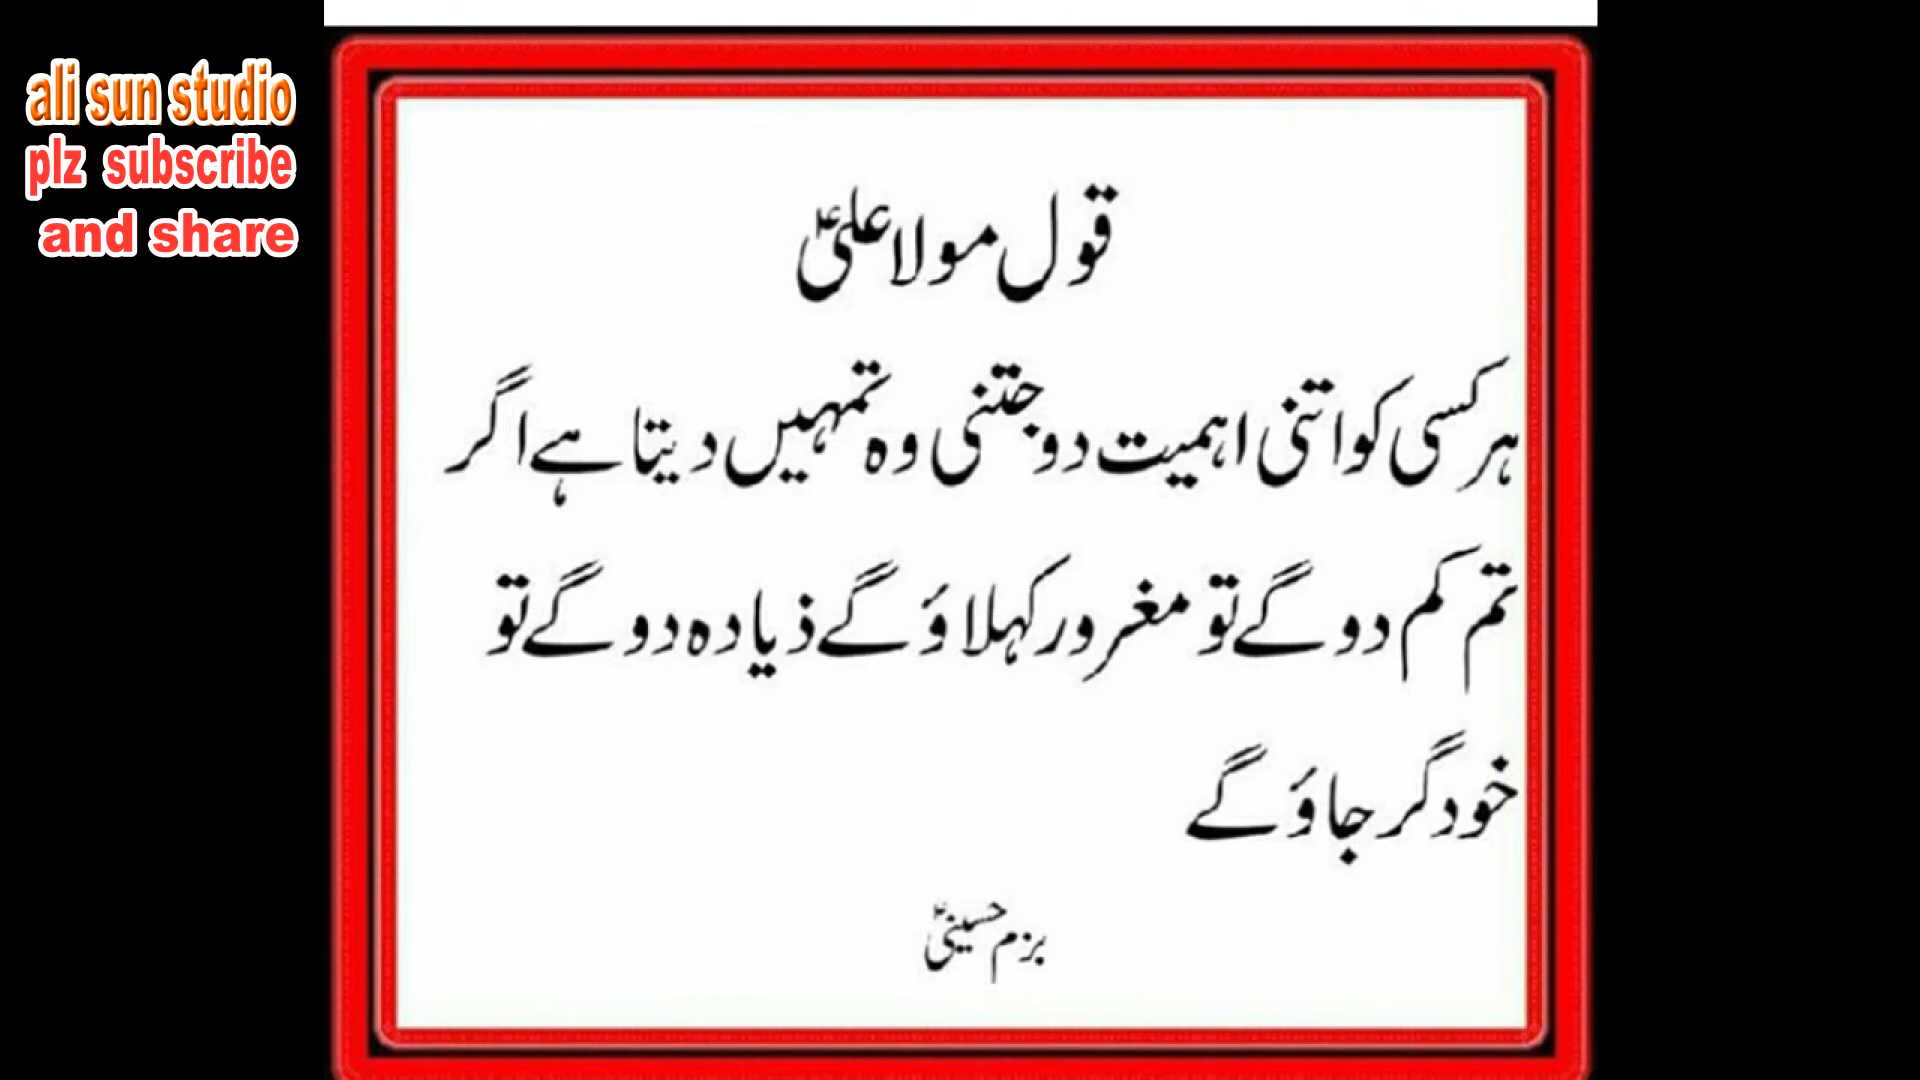 ali sun studio
plz subscribe
and share
قول مولا علیؑ
ہر کسی کو اتنی اہمیت دو جتنی وہ تمہیں دیتا ہے اگر
تم کم دو گے تو مغرور کہلاؤ گے ذیادہ دو گے تو
خود گر جاؤ گے
بزم حسینیؑ